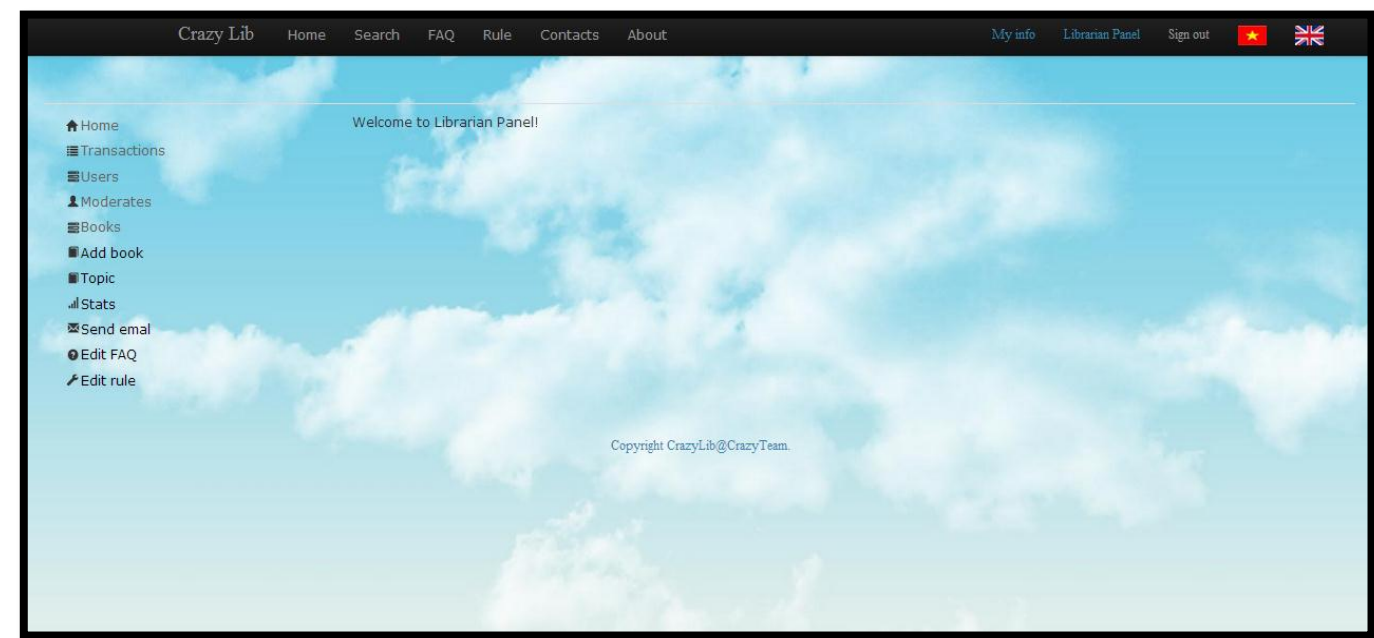 Crazy Lib Home Search FAQ Rule Contacts About My info Librarian Panel Sign out
Home
Transactions
Users
Moderates
Books
Add book
Topic
Stats
Send emal
Edit FAQ
Edit rule
Welcome to Librarian Panel!
Copyright CrazyLib@CrazyTeam.